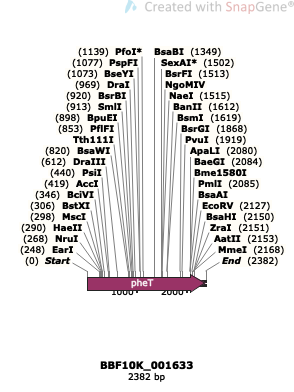 Created with SnapGene®
(1139) PfoI* BsaBI (1349)
(1077) PspFI SexAI* (1502)
(1073) BseYI BsrFI (1513)
(969) DraI NgoMIV
(920) BsrBI NaeI (1515)
(913) SmlI BanII (1612)
(898) BpuEI BsmI (1619)
(853) PflFI BsrGI (1868)
Tth111I PvuI (1919)
(820) BsaWI ApaLI (2080)
(612) DraIII BaeGI (2084)
(440) PsiI Bme1580I
(419) AccI PmlI (2085)
(346) BciVI BsaAI
(306) BstXI EcoRV (2127)
(298) MscI BsaHI (2150)
(290) HaeII ZraI (2151)
(268) NruI AatII (2153)
(248) EarI MmeI (2168)
(0) Start End (2382)
pheT
1000 2000
BBF10K_001633
2382 bp